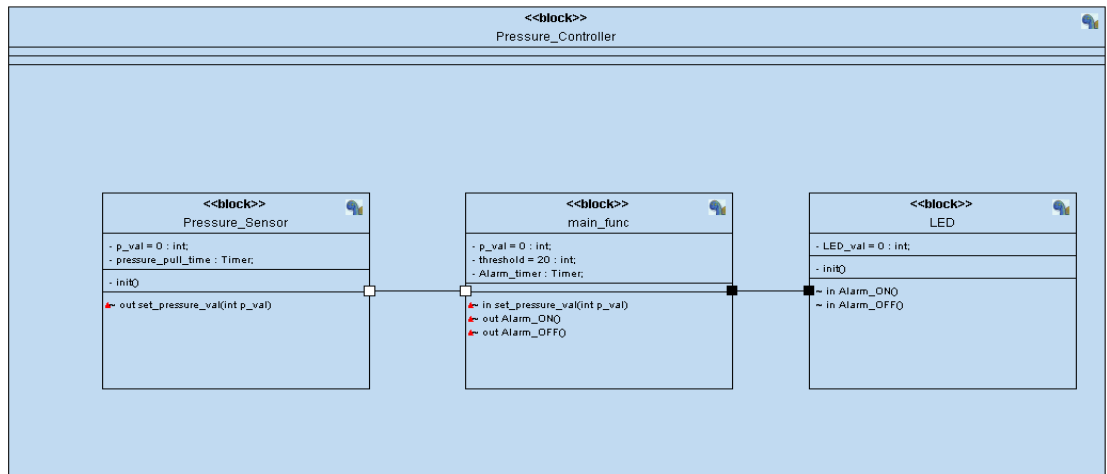 <<block>>
Pressure_Controller
<<block>>
Pressure_Sensor
- p_val = 0 : int;
- pressure_pull_time : Timer;
- init()
~ out set_pressure_val(int p_val)
<<block>>
main_func
- p_val = 0 : int;
- threshold = 20 : int;
- Alarm_timer : Timer;
~ in set_pressure_val(int p_val)
~ out Alarm_ON()
~ out Alarm_OFF()
<<block>>
LED
- LED_val = 0 : int;
- init()
~ in Alarm_ON()
~ in Alarm_OFF()